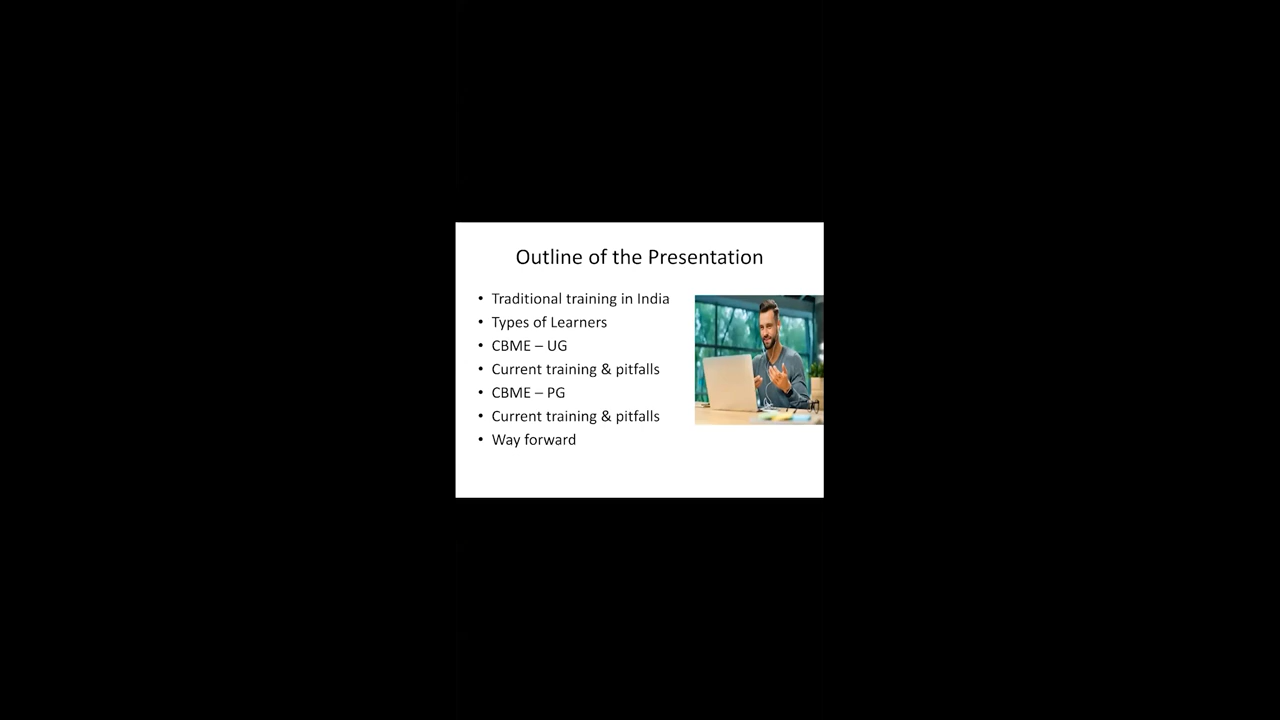 Outline of the Presentation
• Traditional training in India
• Types of Learners
• CBME – UG
• Current training & pitfalls
• CBME – PG
• Current training & pitfalls
• Way forward